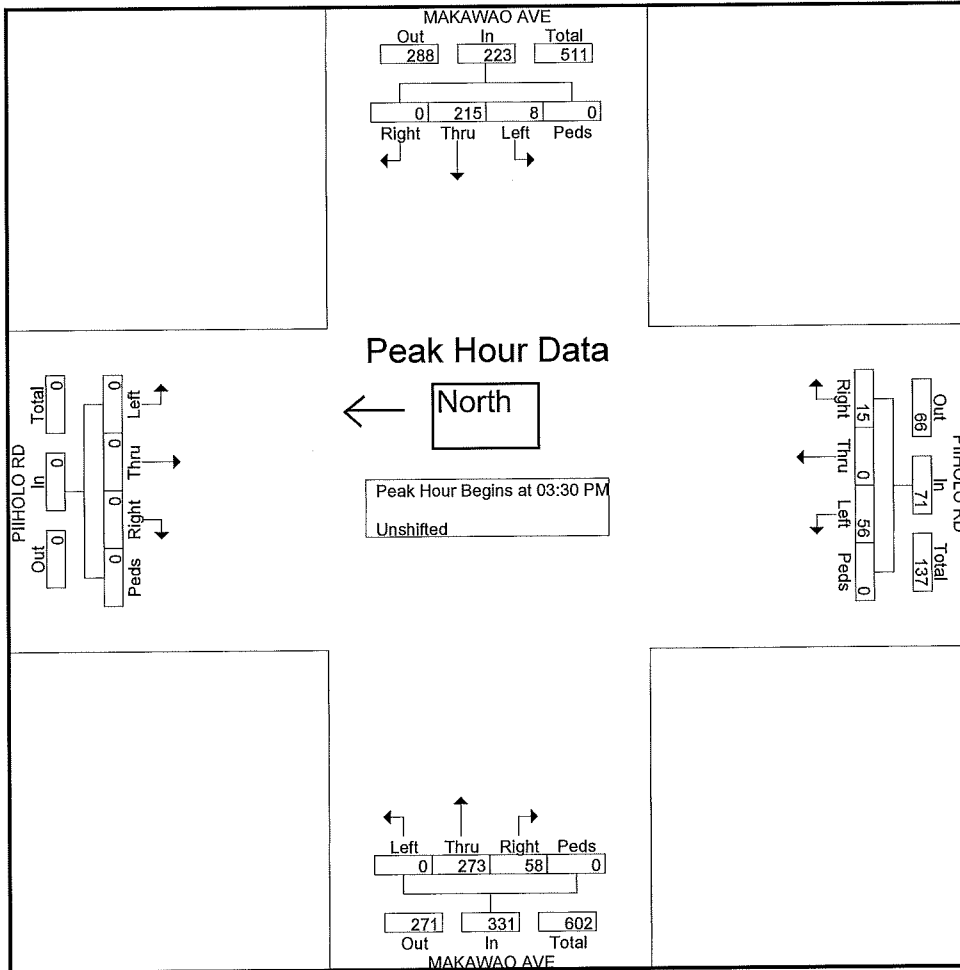 MAKAWAO AVE
Out In Total
288 223 511
0 215 8 0
Right Thru Left Peds
Peak Hour Data
North
Peak Hour Begins at 03:30 PM
Unshifted
PIIHOLO RD
Out In Total
0 0 0
0 0 0 0
Left Thru Right Peds
Right Thru Left Peds
15 0 56 0
Out In Total
66 71 137
PIIHOLO RD
Left Thru Right Peds
0 273 58 0
271 331 602
Out In Total
MAKAWAO AVE